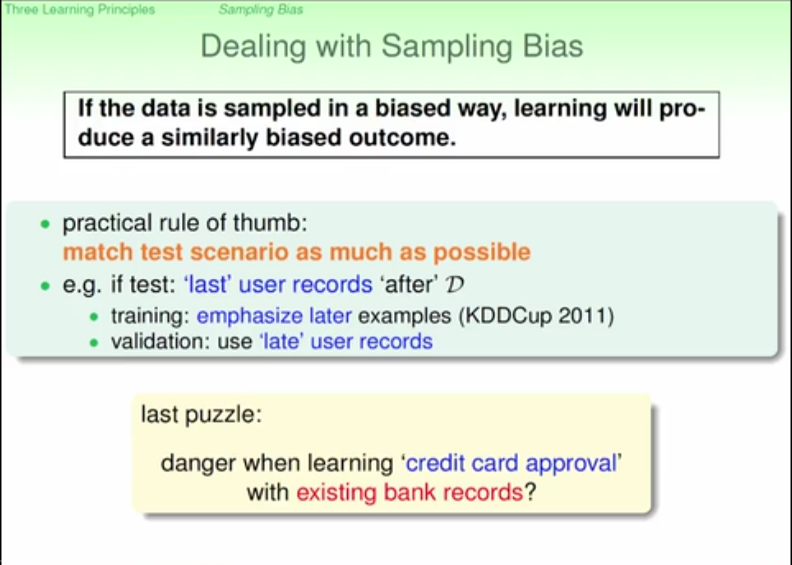 Three Learning Principles Sampling Bias
Dealing with Sampling Bias
If the data is sampled in a biased way, learning will pro-
duce a similarly biased outcome.
• practical rule of thumb:
match test scenario as much as possible
• e.g. if test: ‘last’ user records ‘after’ 𝒟
• training: emphasize later examples (KDDCup 2011)
• validation: use ‘late’ user records
last puzzle:
danger when learning ‘credit card approval’
with existing bank records?